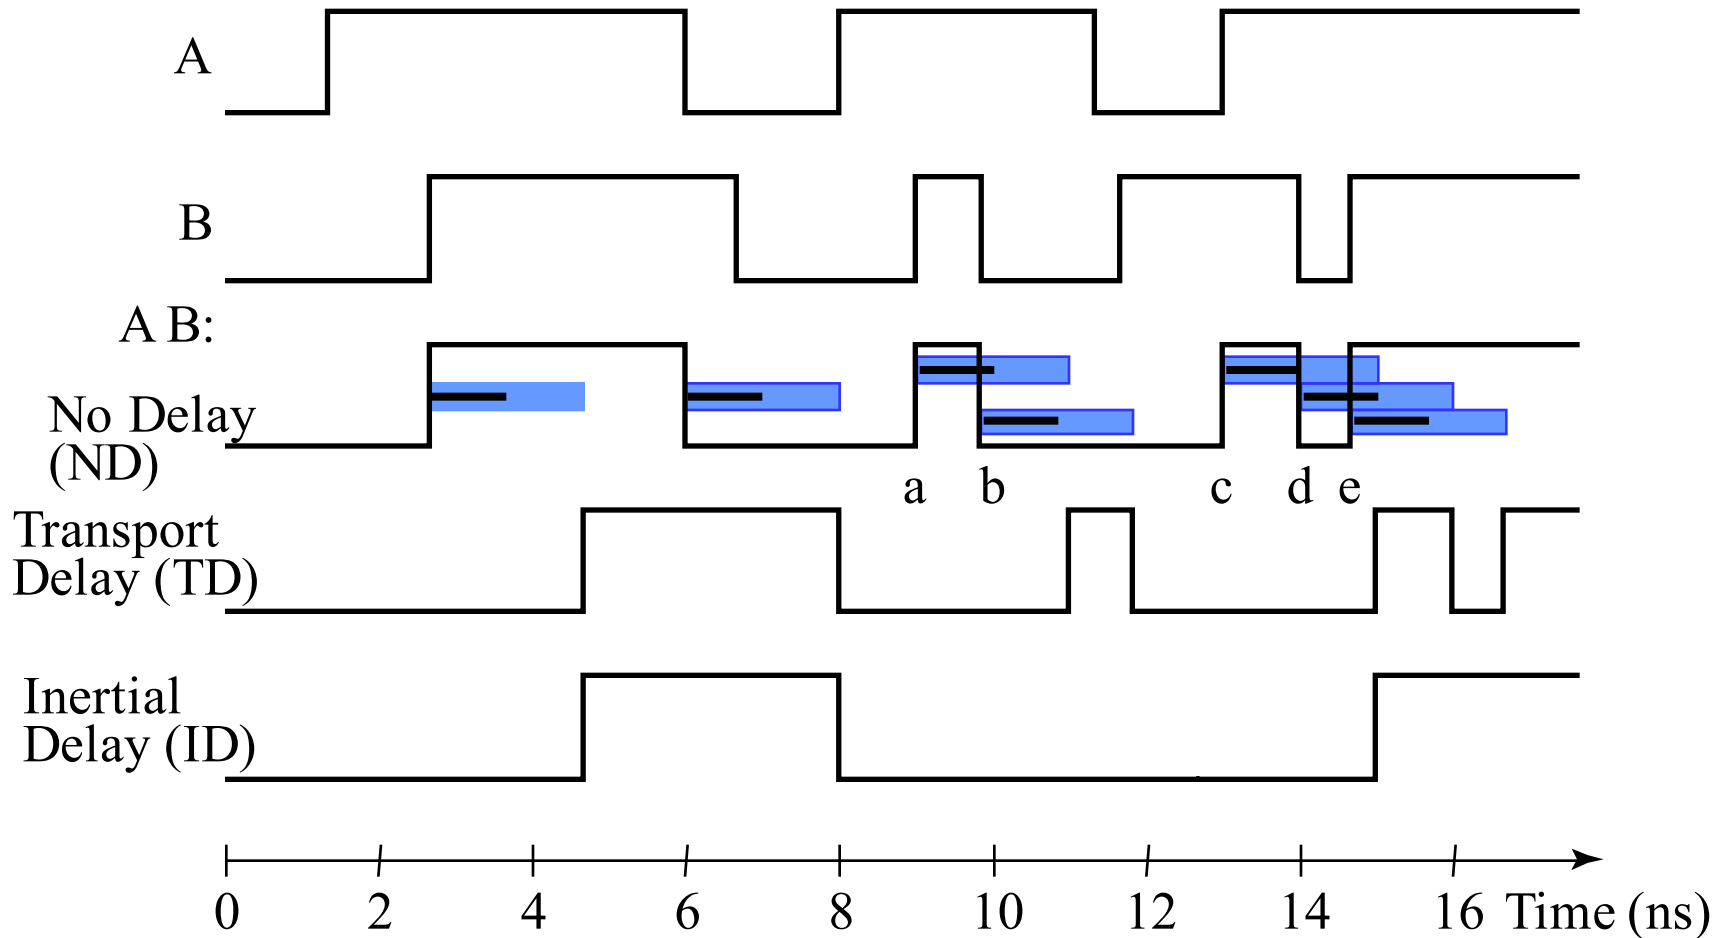 A
B
A B:
No Delay
(ND)
a b c d e
Transport
Delay (TD)
Inertial
Delay (ID)
0 2 4 6 8 10 12 14 16 Time (ns)